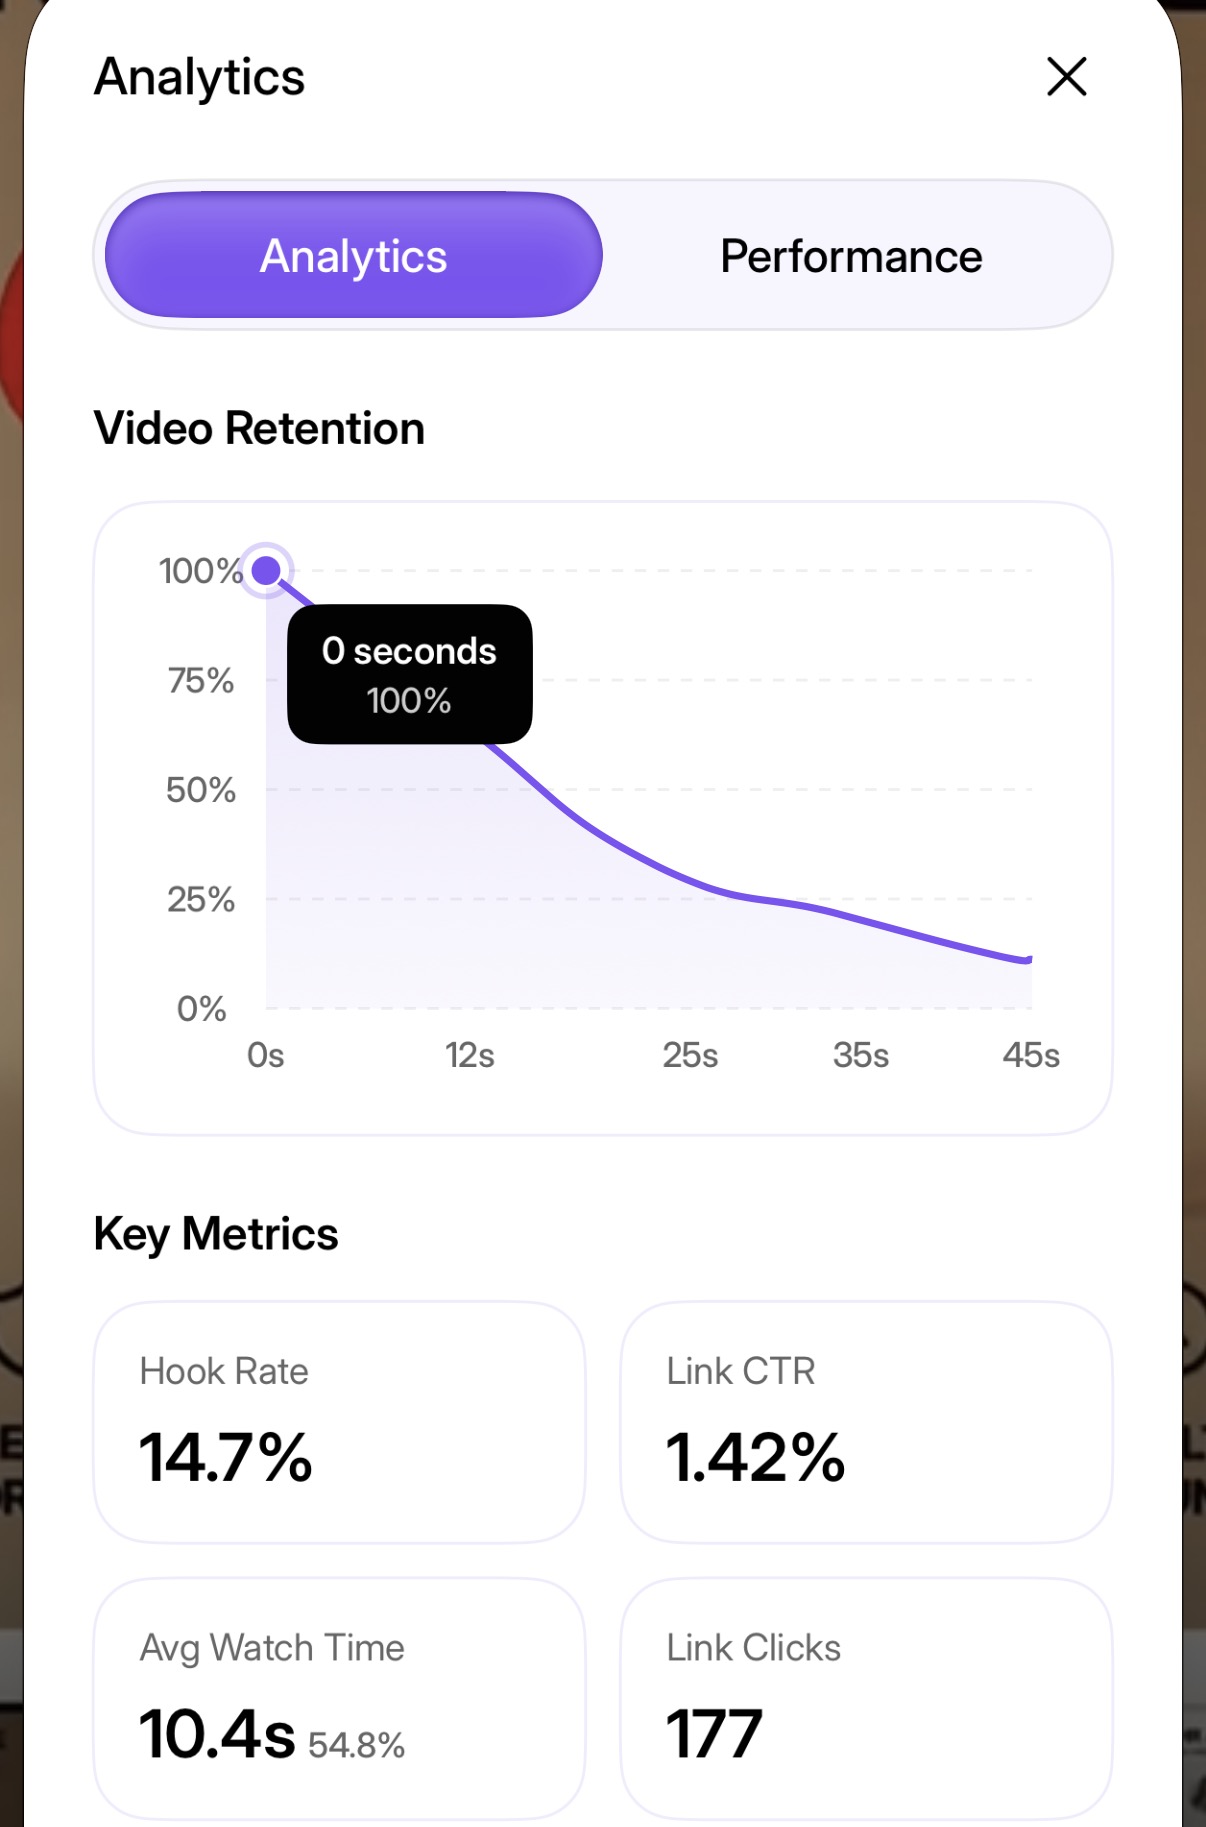 Analytics
Analytics
Performance
Video Retention
100%
0 seconds
100%
75%
50%
25%
0%
0s 12s 25s 35s 45s
Key Metrics
Hook Rate
14.7%
Link CTR
1.42%
Avg Watch Time
10.4s 54.8%
Link Clicks
177